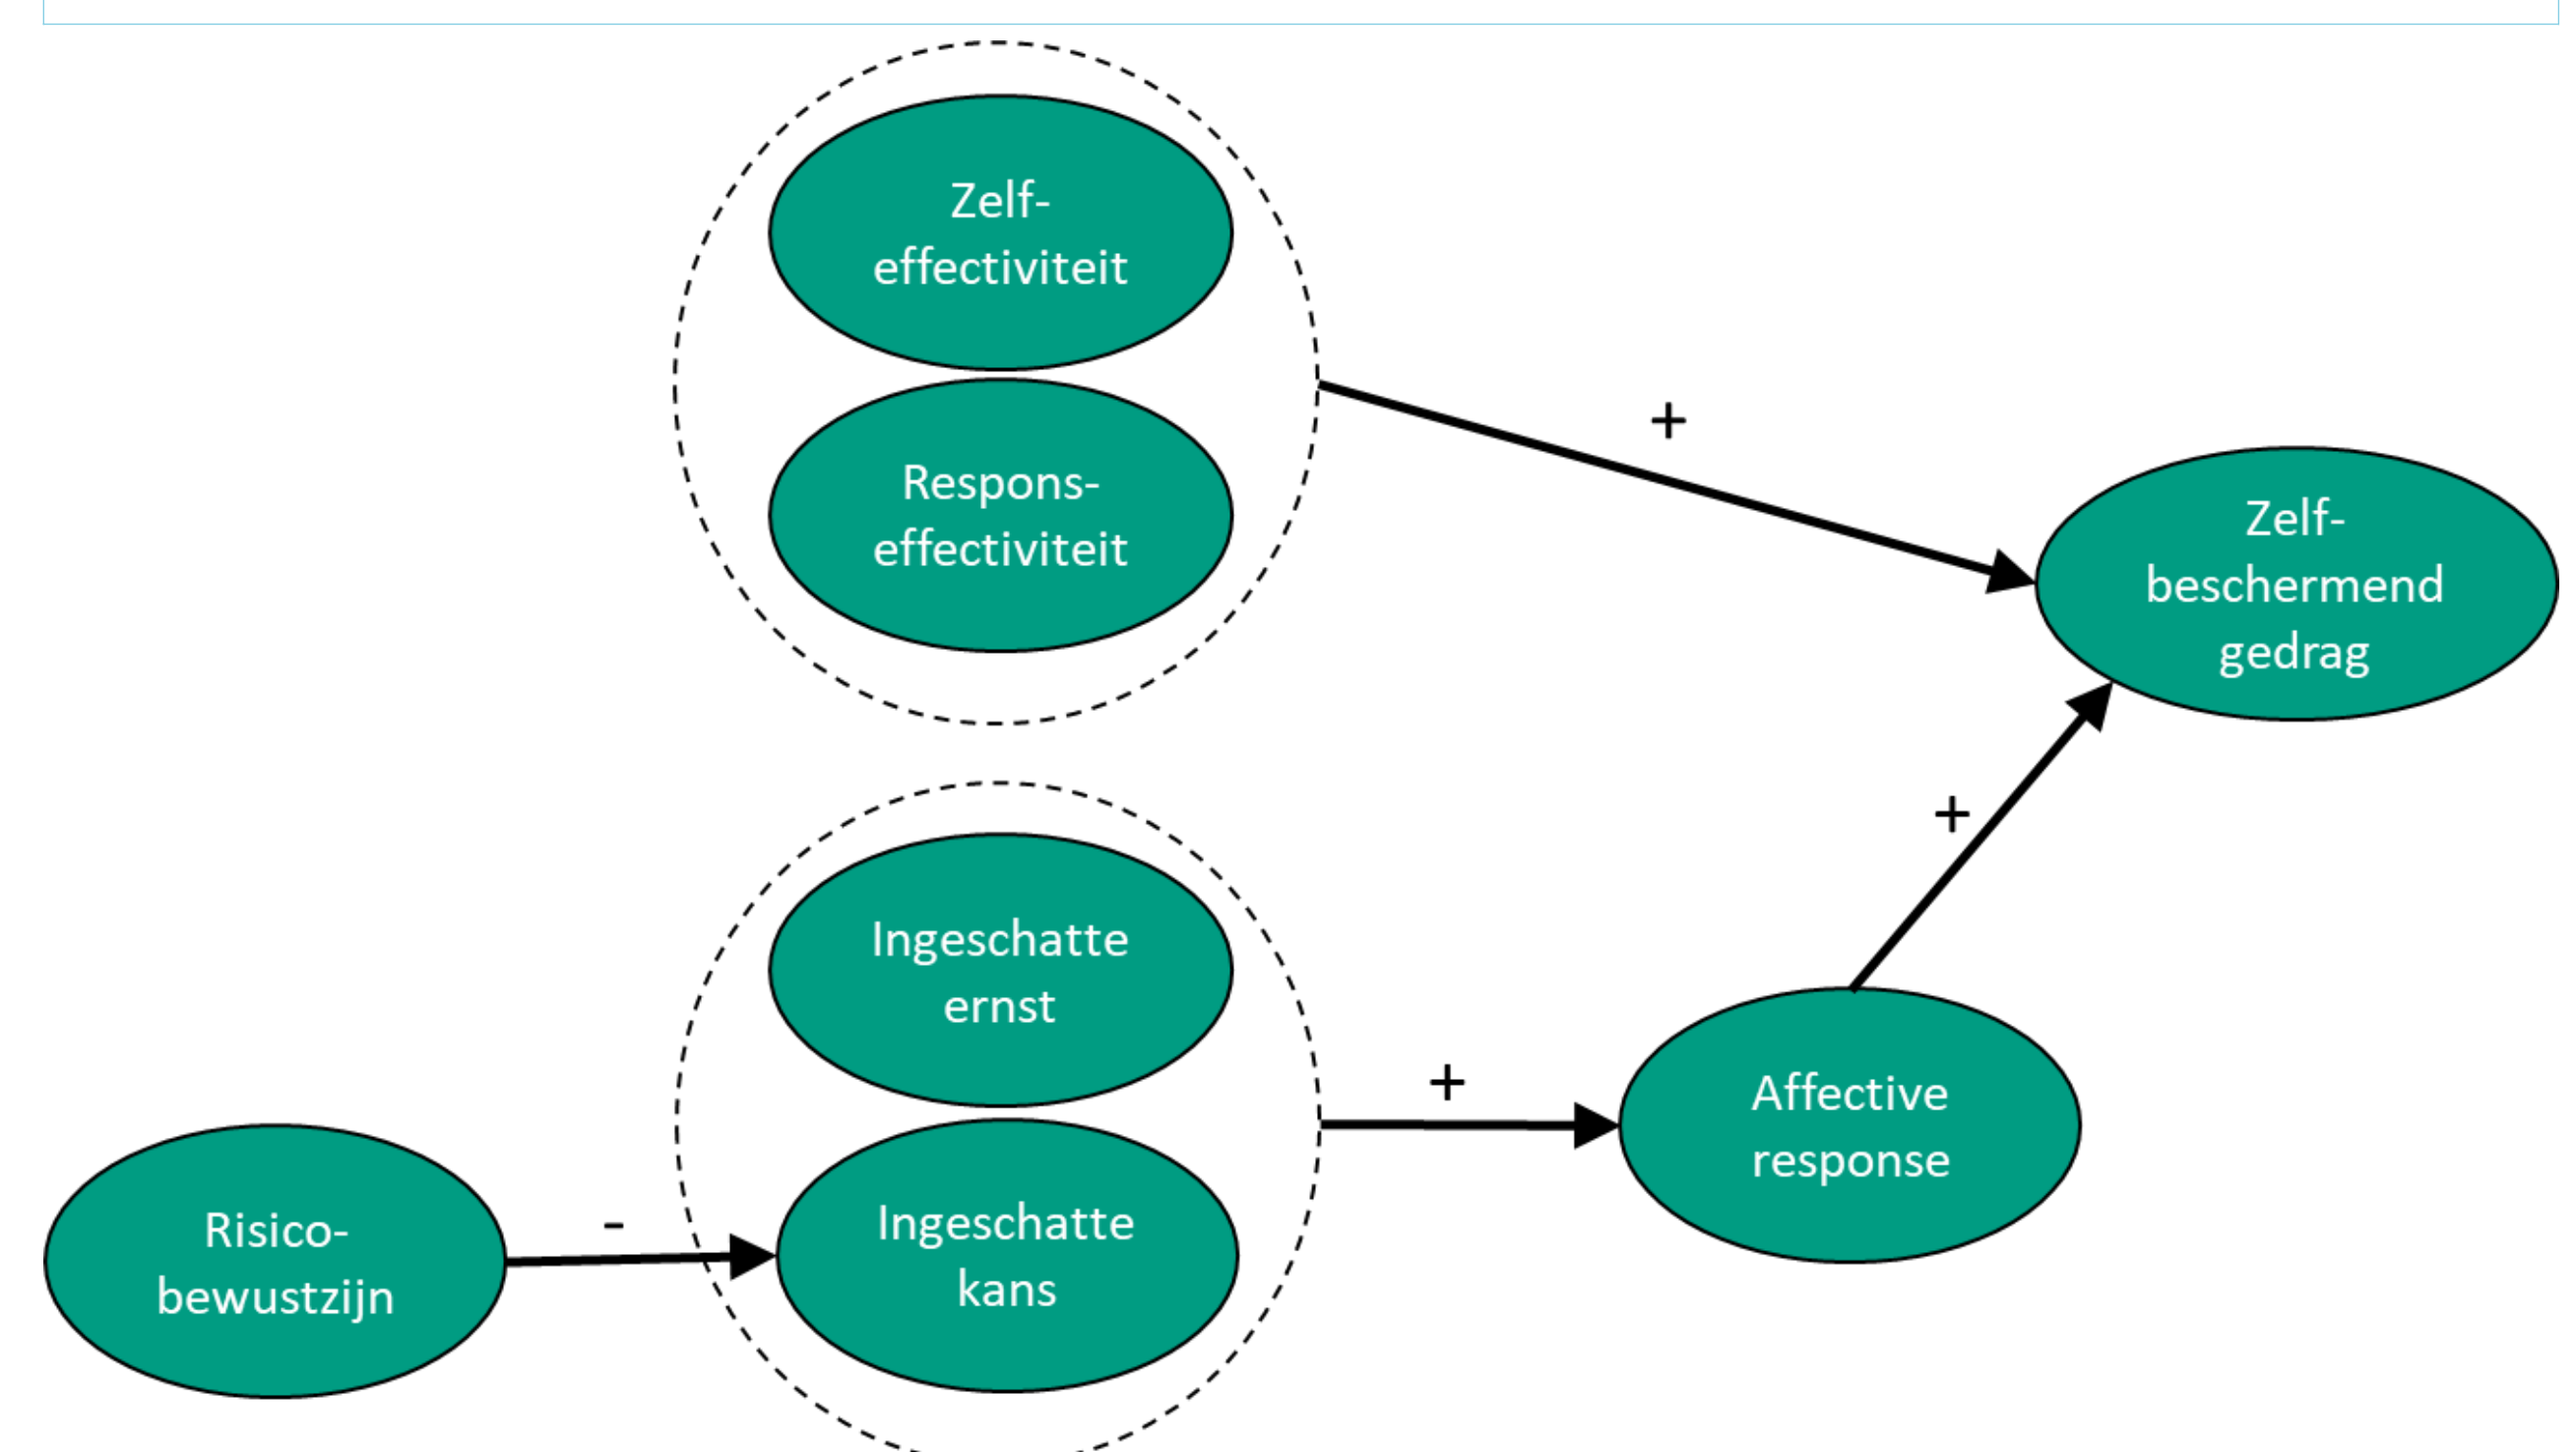 Zelf-
effectiviteit
Respons-
effectiviteit
+
Zelf-
beschermend
gedrag
+
Ingeschatte
ernst
+
Affective
response
Risico-
bewustzijn
-
Ingeschatte
kans